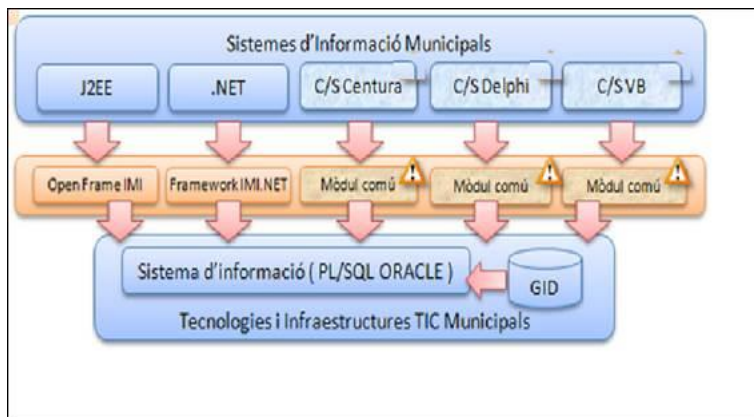 Sistemes d'Informació Municipals
J2EE
.NET
C/S Centura
C/S Delphi
C/S VB
Open Frame IMI
Framework IMI.NET
Mòdul comú
Mòdul comú
Mòdul comú
Sistema d'informació ( PL/SQL ORACLE )
GID
Tecnologies i Infraestructures TIC Municipals